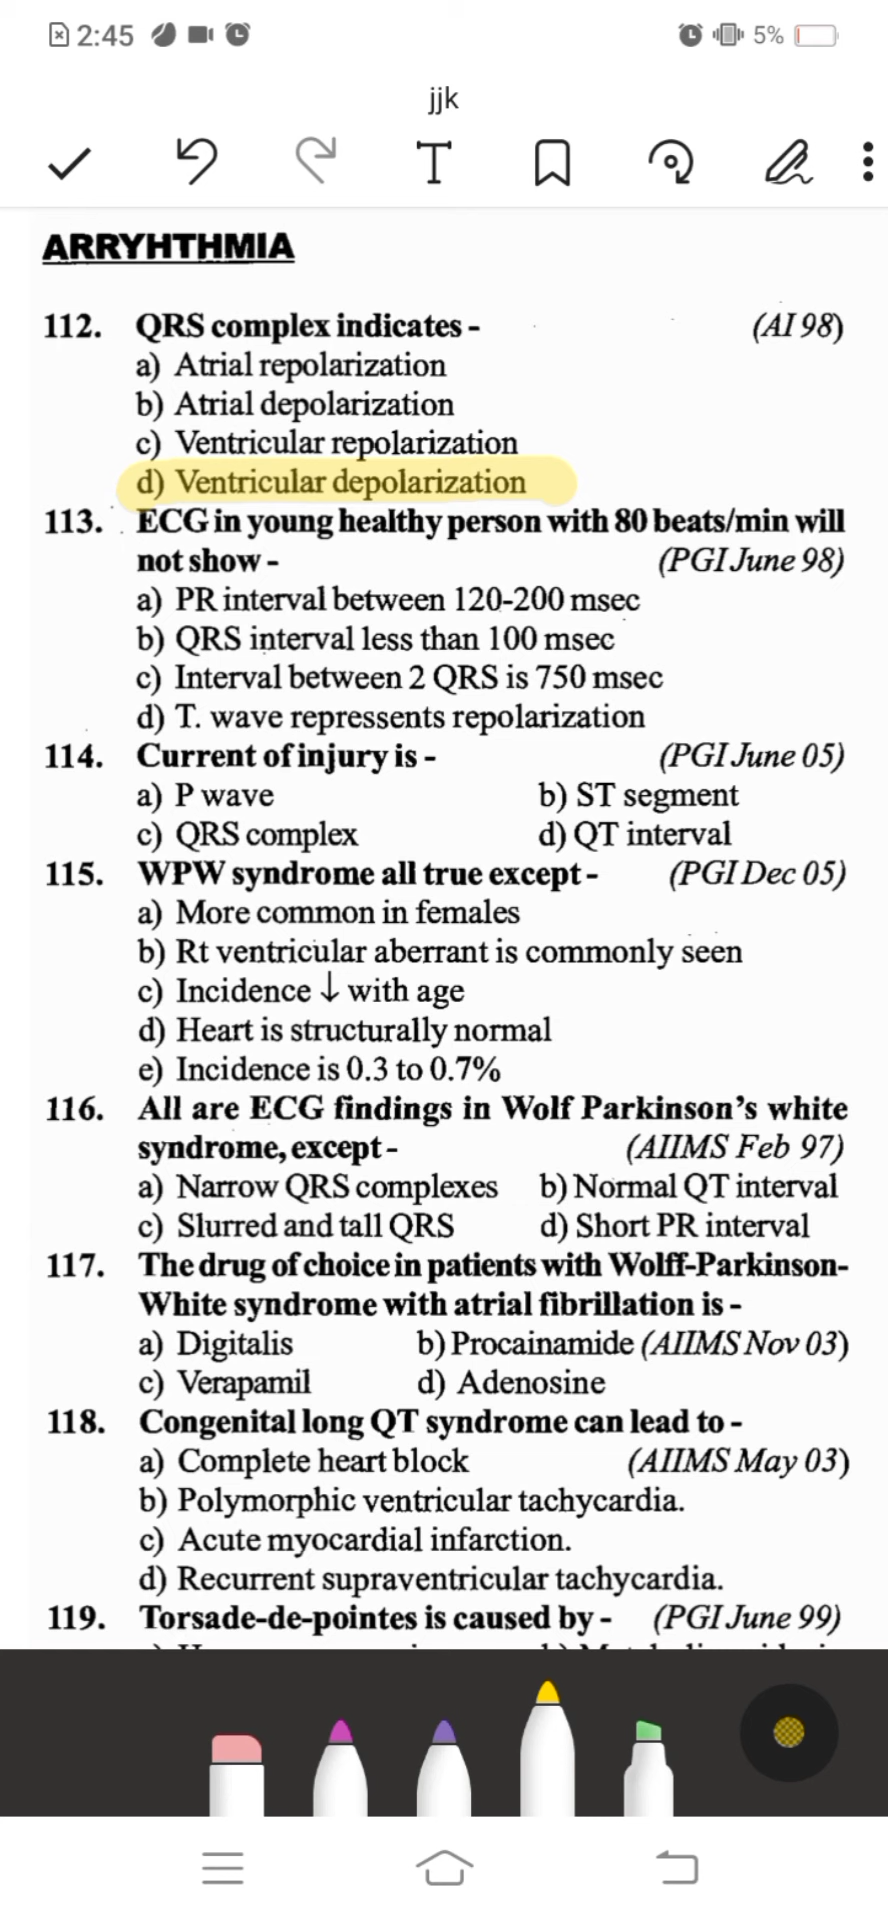 2:45
5%
jjk
T
ARRYHTHMIA
112. QRS complex indicates - (AI 98)
a) Atrial repolarization
b) Atrial depolarization
c) Ventricular repolarization
d) Ventricular depolarization
113. ECG in young healthy person with 80 beats/min will
not show - (PGI June 98)
a) PR interval between 120-200 msec
b) QRS interval less than 100 msec
c) Interval between 2 QRS is 750 msec
d) T. wave repressents repolarization
114. Current of injury is - (PGI June 05)
a) P wave b) ST segment
c) QRS complex d) QT interval
115. WPW syndrome all true except - (PGI Dec 05)
a) More common in females
b) Rt ventricular aberrant is commonly seen
c) Incidence ↓ with age
d) Heart is structurally normal
e) Incidence is 0.3 to 0.7%
116. All are ECG findings in Wolf Parkinson's white
syndrome, except - (AIIMS Feb 97)
a) Narrow QRS complexes b) Normal QT interval
c) Slurred and tall QRS d) Short PR interval
117. The drug of choice in patients with Wolff-Parkinson-
White syndrome with atrial fibrillation is -
a) Digitalis b) Procainamide (AIIMS Nov 03)
c) Verapamil d) Adenosine
118. Congenital long QT syndrome can lead to -
a) Complete heart block (AIIMS May 03)
b) Polymorphic ventricular tachycardia.
c) Acute myocardial infarction.
d) Recurrent supraventricular tachycardia.
119. Torsade-de-pointes is caused by - (PGI June 99)